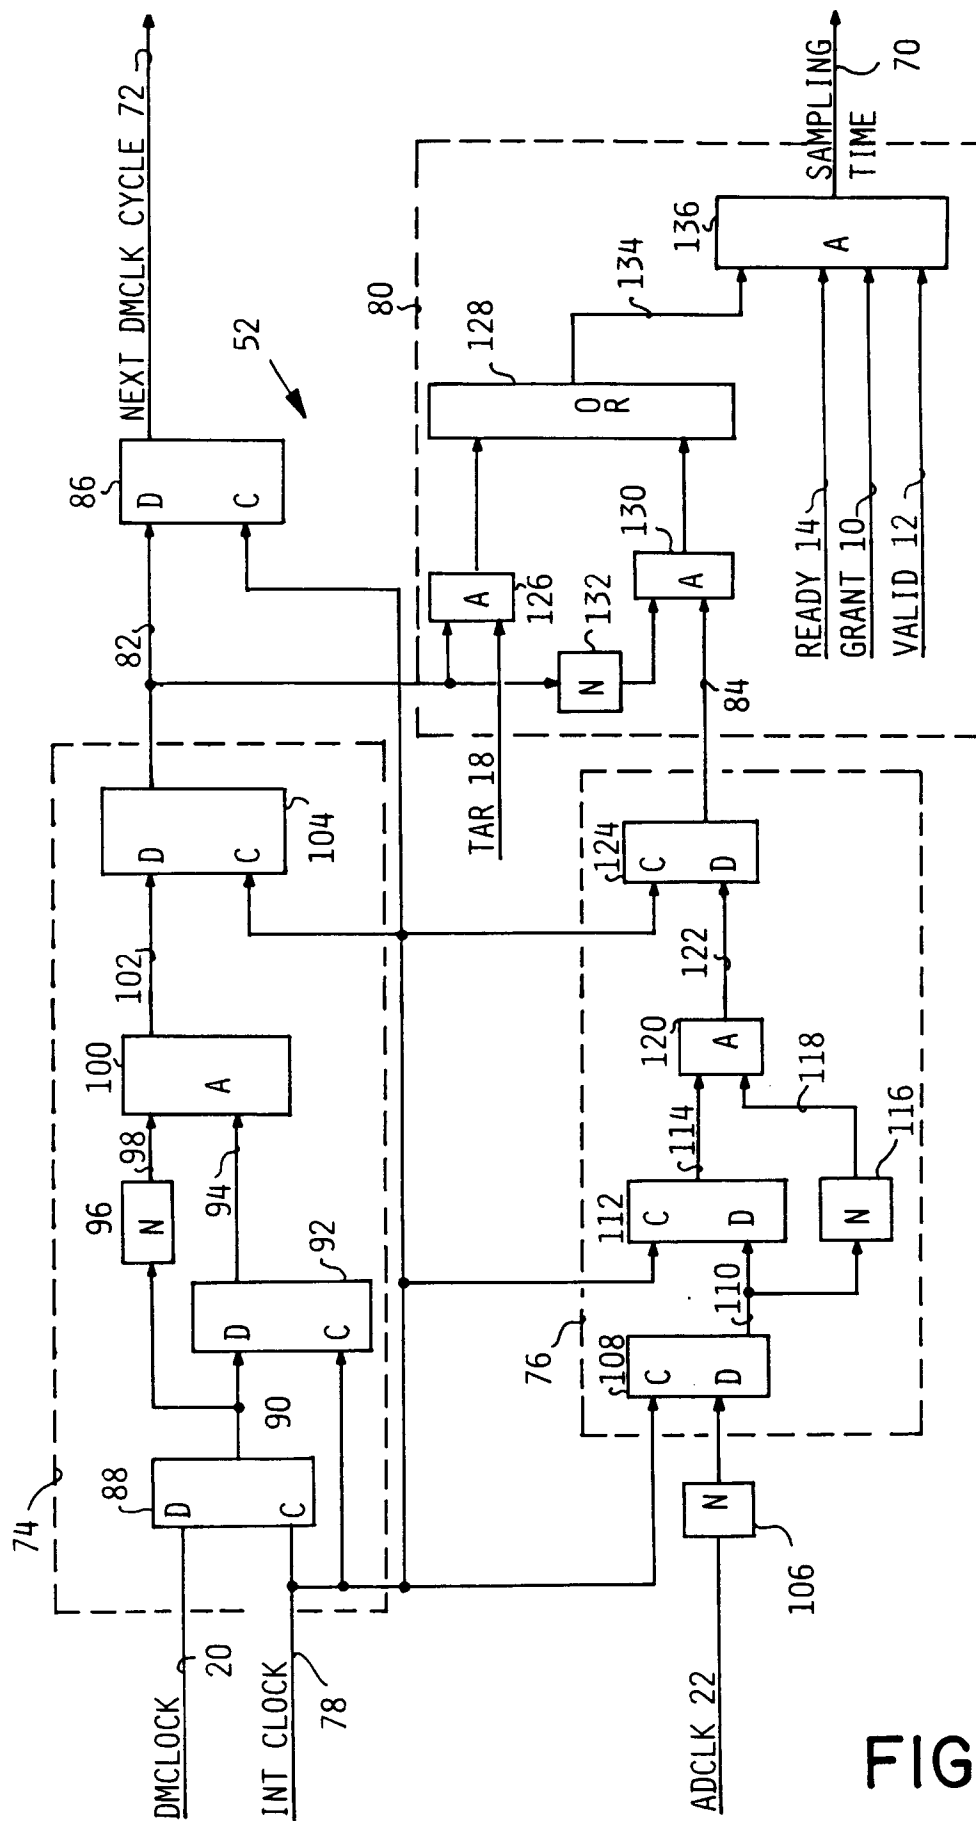 NEXT DMCLK CYCLE 72
52
86
D
C
82
74
88
D
C
90
92
D
C
94
96
N
98
100
A
102
104
D
C
DMCLOCK
20
INT CLOCK
78
80
TAR 18
126
A
132
N
130
A
128
OR
134
136
A
SAMPLING
TIME
70
READY 14
GRANT 10
VALID 12
84
76
108
C
D
110
112
C
D
114
116
N
118
120
A
122
124
C
D
106
N
ADCLK 22
FIG